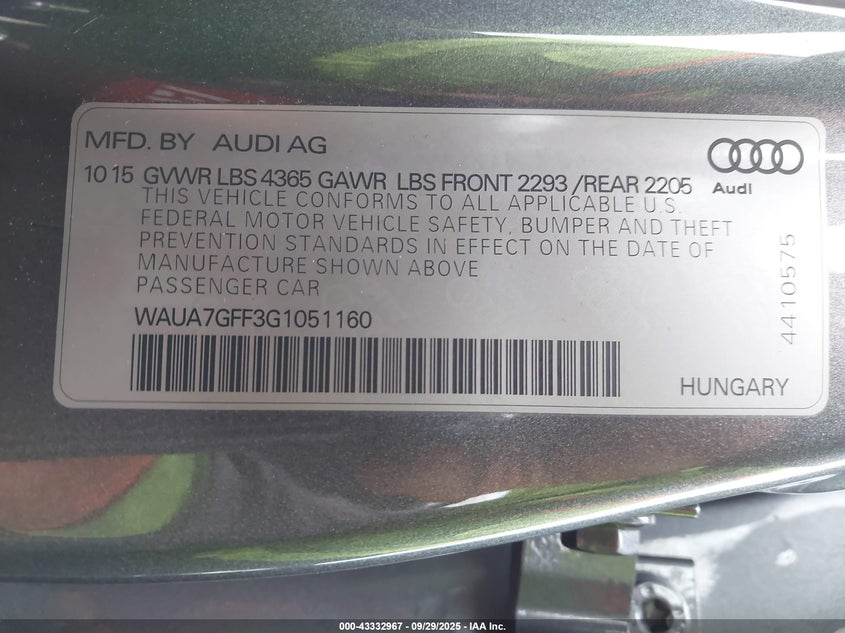 MFD. BY AUDI AG
10 15 GVWR LBS 4365 GAWR LBS FRONT 2293 /REAR 2205
Audi
THIS VEHICLE CONFORMS TO ALL APPLICABLE U.S.
FEDERAL MOTOR VEHICLE SAFETY, BUMPER AND THEFT
PREVENTION STANDARDS IN EFFECT ON THE DATE OF
MANUFACTURE SHOWN ABOVE
PASSENGER CAR
WAUA7GFF3G1051160
4410575
HUNGARY
000-43332967 - 09/29/2025 - IAA Inc.